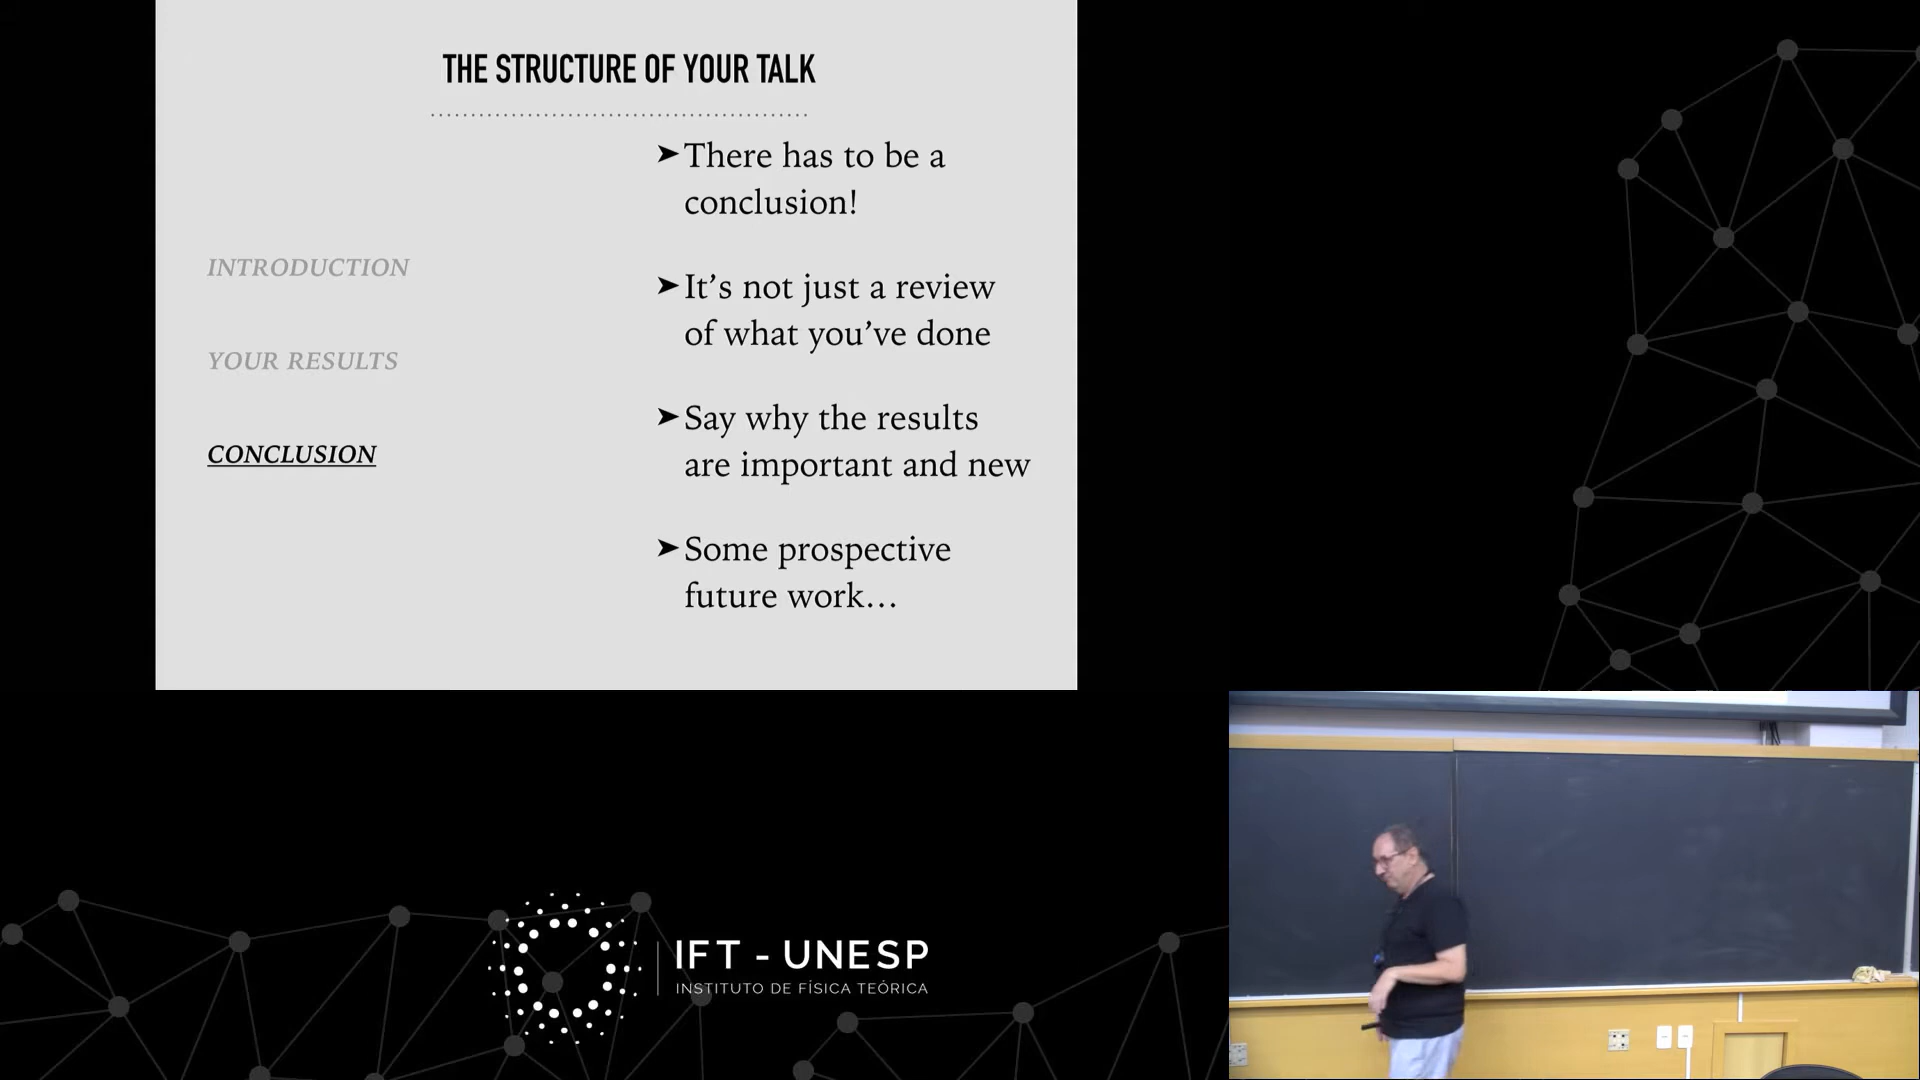 THE STRUCTURE OF YOUR TALK
INTRODUCTION
YOUR RESULTS
CONCLUSION
➤There has to be a
conclusion!
➤It’s not just a review
of what you’ve done
➤Say why the results
are important and new
➤Some prospective
future work…
IFT - UNESP
INSTITUTO DE FÍSICA TEÓRICA